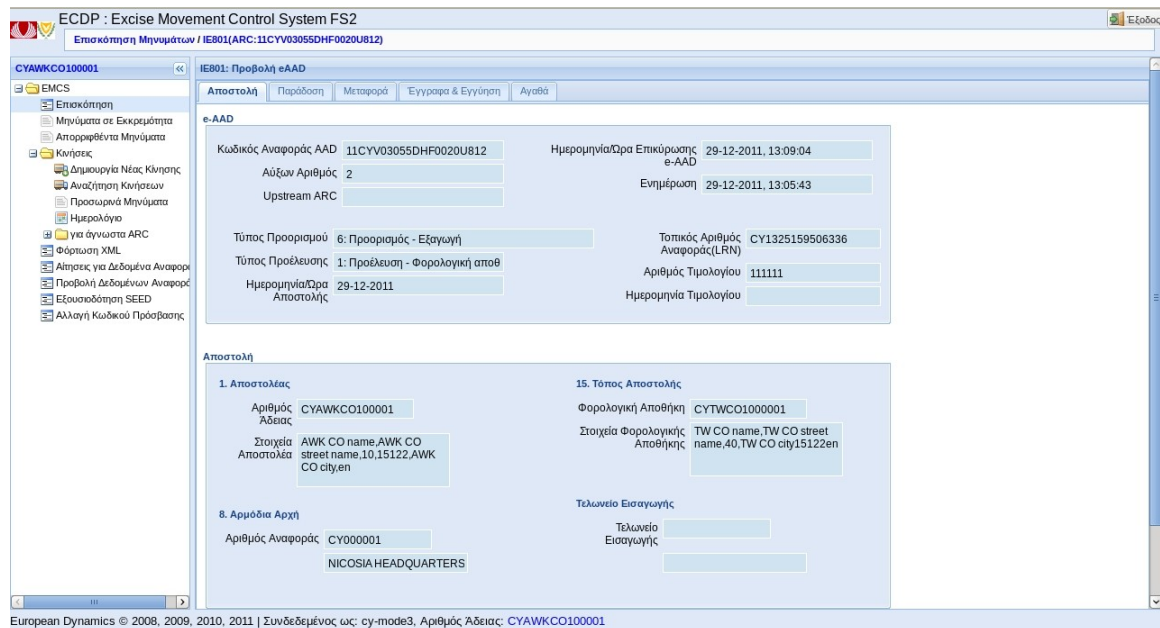 ECDP : Excise Movement Control System FS2
Έξοδος
Επισκόπηση Μηνυμάτων / IE801(ARC:11CYV03055DHF0020U812)
CYAWKCO100001
EMCS
Επισκόπηση
Μηνύματα σε Εκκρεμότητα
Απορριφθέντα Μηνύματα
Κινήσεις
Δημιουργία Νέας Κίνησης
Αναζήτηση Κινήσεων
Προσωρινά Μηνύματα
Ημερολόγιο
για άγνωστα ARC
Φόρτωση XML
Αίτησεις για Δεδομένα Αναφορ
Προβολή Δεδομένων Αναφορά
Εξουσιοδότηση SEED
Αλλαγή Κωδικού Πρόσβασης
IE801: Προβολή eAAD
Αποστολή Παράδοση Μεταφορά Έγγραφα & Εγγύηση Αγαθά
e-AAD
Κωδικός Αναφοράς AAD 11CYV03055DHF0020U812
Ημερομηνία/Ώρα Επικύρωσης 29-12-2011, 13:09:04
e-AAD
Αύξων Αριθμός 2
Ενημέρωση 29-12-2011, 13:05:43
Upstream ARC
Τύπος Προορισμού 6: Προορισμός - Εξαγωγή
Τοπικός Αριθμός CY1325159506336
Αναφοράς(LRN)
Τύπος Προέλευσης 1: Προέλευση - Φορολογική αποθ
Αριθμός Τιμολογίου 111111
Ημερομηνία/Ώρα 29-12-2011
Αποστολής
Ημερομηνία Τιμολογίου
Αποστολή
1. Αποστολέας
Αριθμός CYAWKCO100001
Άδειας
Στοιχεία AWK CO name,AWK CO
Αποστολέα street name,10,15122,AWK
CO city,en
15. Τόπος Αποστολής
Φορολογική Αποθήκη CYTWCO1000001
Στοιχεία Φορολογικής TW CO name,TW CO street
Αποθήκης name,40,TW CO city15122en
8. Αρμόδια Αρχή
Αριθμός Αναφοράς CY000001
NICOSIA HEADQUARTERS
Τελωνείο Εισαγωγής
Τελωνείο
Εισαγωγής
European Dynamics © 2008, 2009, 2010, 2011 | Συνδεδεμένος ως: cy-mode3, Αριθμός Άδειας: CYAWKCO100001